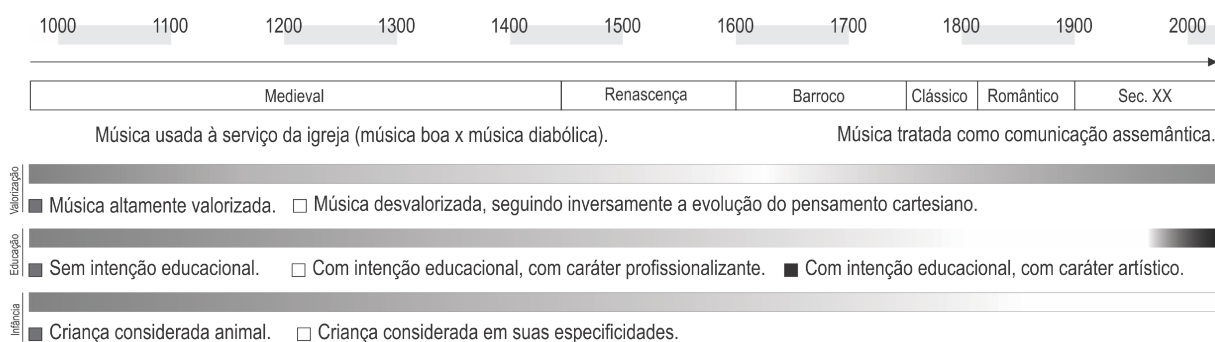 1000 1100 1200 1300 1400 1500 1600 1700 1800 1900 2000
Medieval Renascença Barroco Clássico Romântico Sec. XX
Música usada à serviço da igreja (música boa x música diabólica). Música tratada como comunicação assemântica.
Valorização
Música altamente valorizada. Música desvalorizada, seguindo inversamente a evolução do pensamento cartesiano.
Educação
Sem intenção educacional. Com intenção educacional, com caráter profissionalizante. Com intenção educacional, com caráter artístico.
Infância
Criança considerada animal. Criança considerada em suas especificidades.